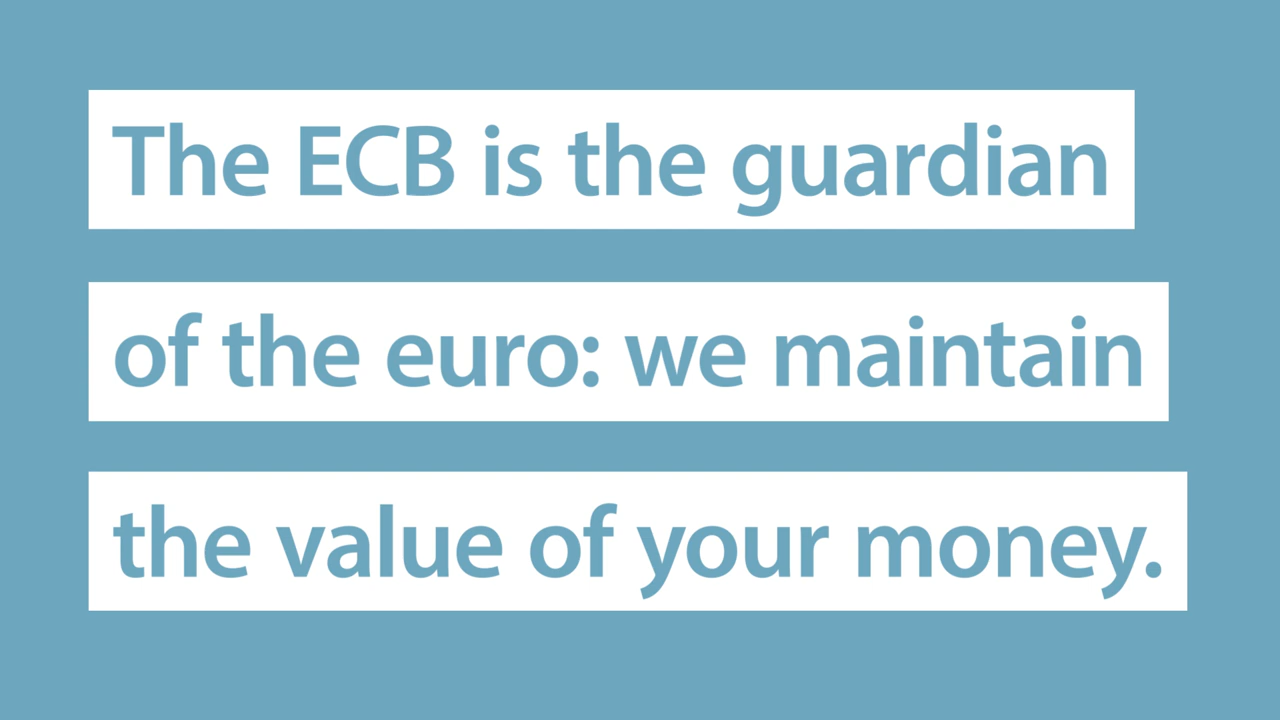 The ECB is the guardian
of the euro: we maintain
the value of your money.